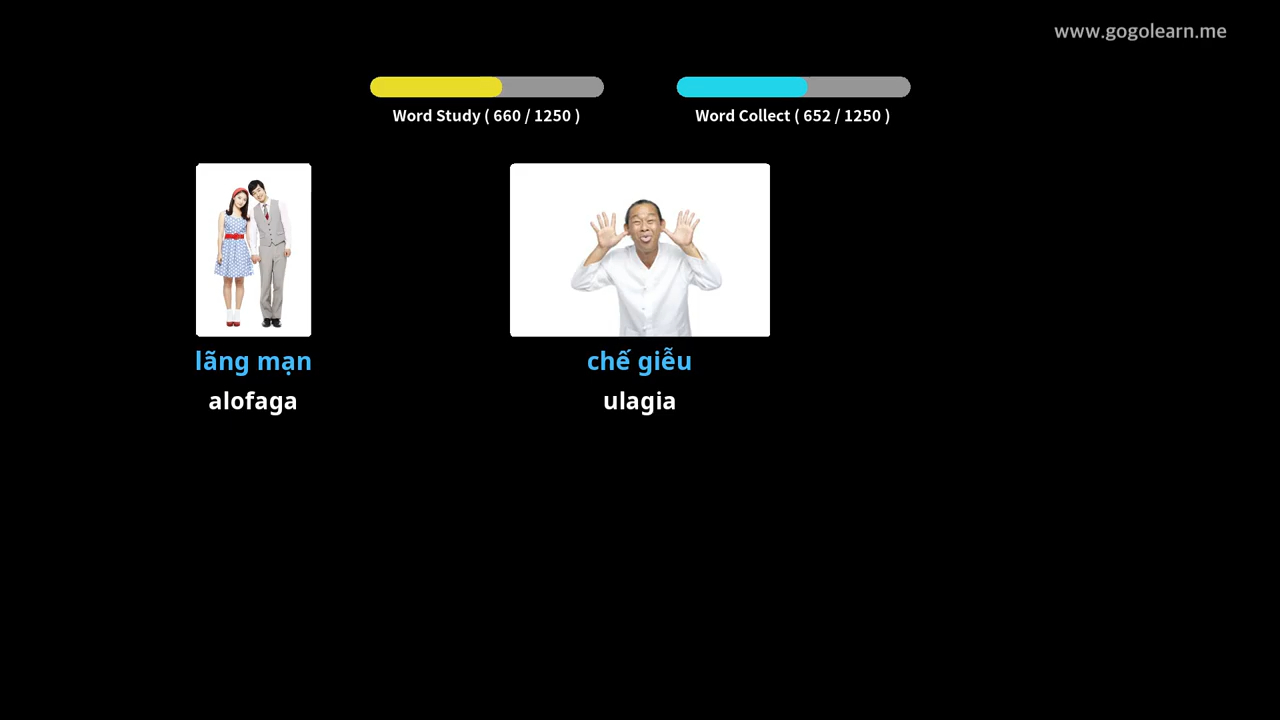 www.gogolearn.me
Word Study ( 660 / 1250 )
Word Collect ( 652 / 1250 )
lãng mạn
alofaga
chế giễu
ulagia